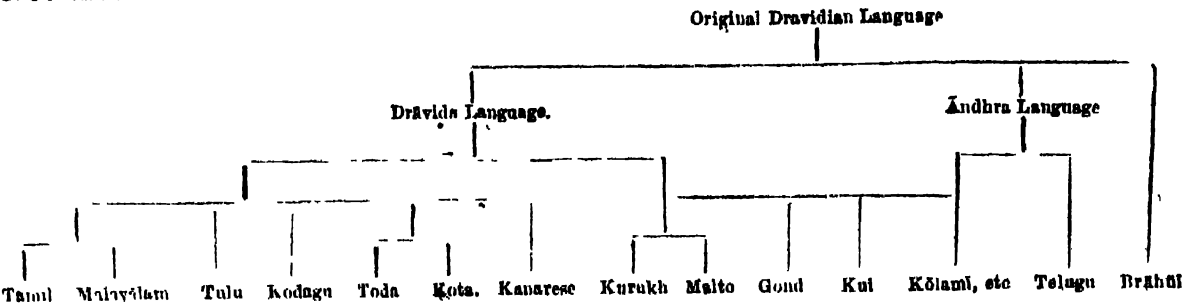 Original Dravidian Language
Drāvida Language.
Āndhra Language
Tamil Malayālam Tulu Kodagu Toda Kota. Kanarese Kurukh Malto Gond Kui Kōlamī, etc Telugu Brāhūī